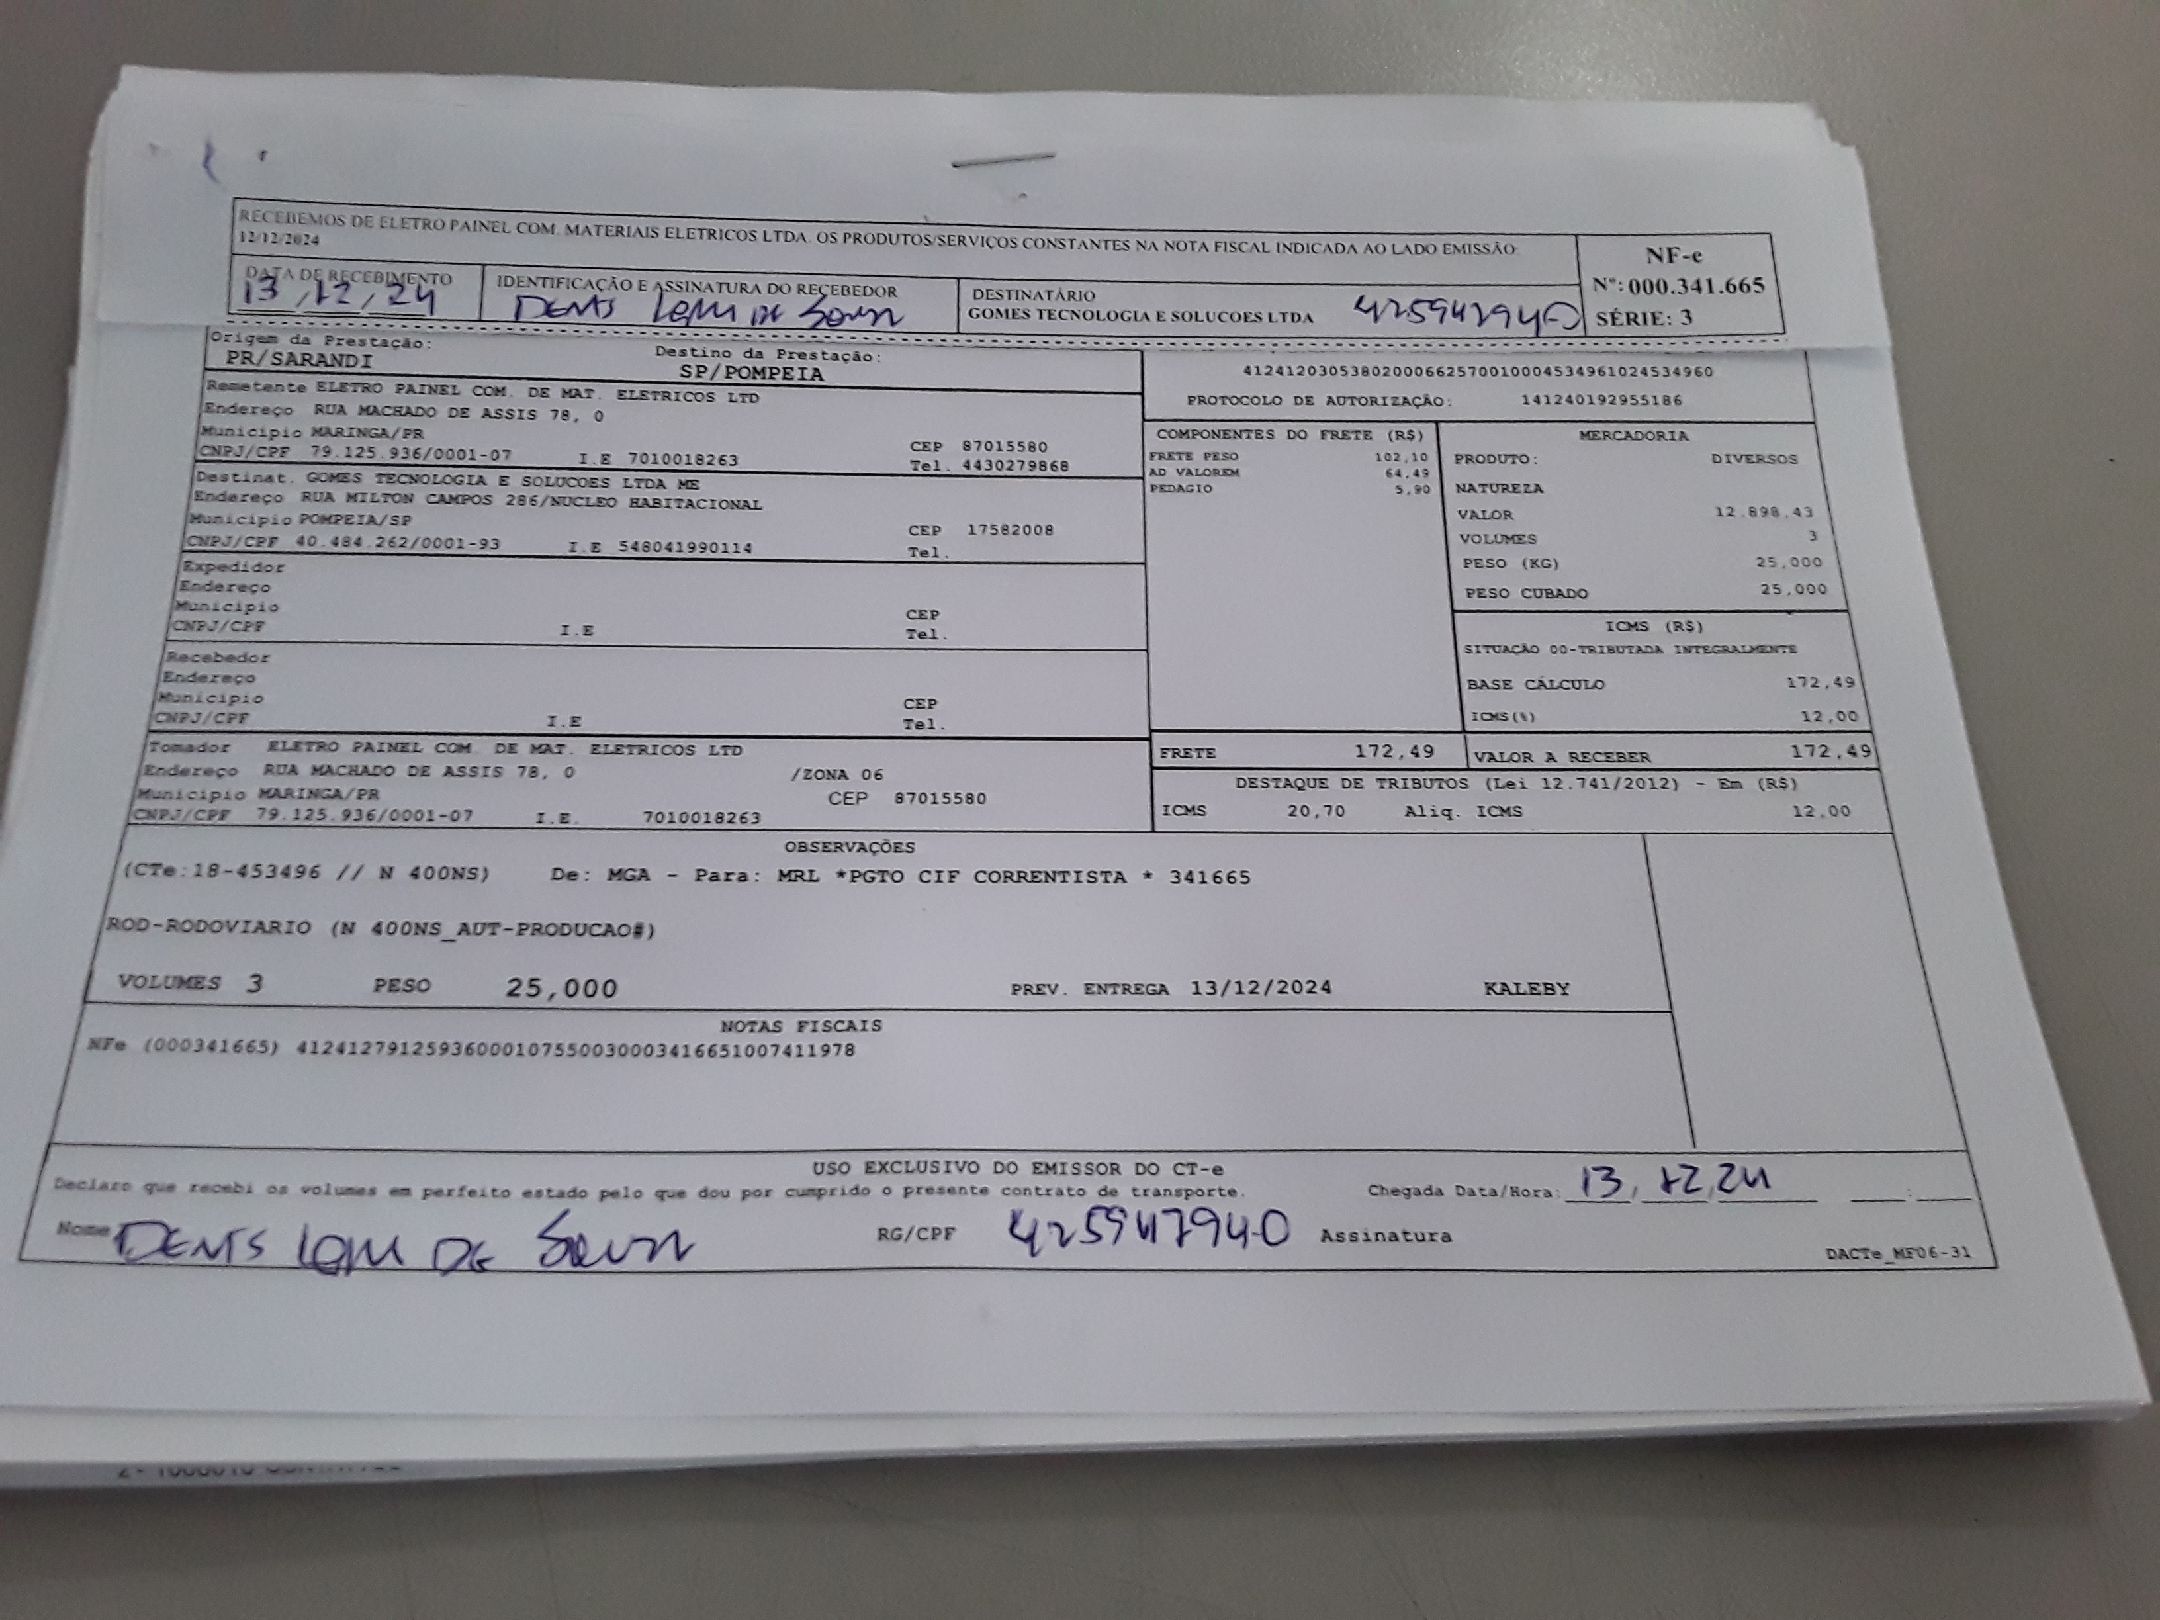 RECEBEMOS DE ELETRO PAINEL COM. MATERIAIS ELETRICOS LTDA. OS PRODUTOS/SERVIÇOS CONSTANTES NA NOTA FISCAL INDICADA AO LADO EMISSÃO:
12/12/2024
NF-e
Nº: 000.341.665
SÉRIE: 3
DATA DE RECEBIMENTO
13/12/24
IDENTIFICAÇÃO E ASSINATURA DO RECEBEDOR
DE
DESTINATÁRIO
GOMES TECNOLOGIA E SOLUCOES LTDA
425947940
Origem da Prestação:
PR/SARANDI
Destino da Prestação:
SP/POMPEIA
41241203053802000662570010004534961024534960
PROTOCOLO DE AUTORIZAÇÃO: 141240192955186
Remetente ELETRO PAINEL COM. DE MAT. ELETRICOS LTD
Endereço RUA MACHADO DE ASSIS 78, 0
Municipio MARINGA/PR CEP 87015580
CNPJ/CPF 79.125.936/0001-07 I.E 7010018263 Tel. 4430279868
Destinat. GOMES TECNOLOGIA E SOLUCOES LTDA ME
Endereço RUA MILTON CAMPOS 286/NUCLEO HABITACIONAL
Municipio POMPEIA/SP CEP 17582008
CNPJ/CPF 40.484.262/0001-93 I.E 548041990114 Tel.
Expedidor
Endereço
Municipio CEP
CNPJ/CPF I.E Tel.
Recebedor
Endereço
Municipio CEP
CNPJ/CPF I.E Tel.
Tomador ELETRO PAINEL COM. DE MAT. ELETRICOS LTD
Endereço RUA MACHADO DE ASSIS 78, 0 /ZONA 06
Municipio MARINGA/PR CEP 87015580
CNPJ/CPF 79.125.936/0001-07 I.E. 7010018263
COMPONENTES DO FRETE (R$)
FRETE PESO 102,10
AD VALOREM 64,49
PEDAGIO 5,90
MERCADORIA
PRODUTO: DIVERSOS
NATUREZA
VALOR 12.898,43
VOLUMES 3
PESO (KG) 25,000
PESO CUBADO 25,000
ICMS (R$)
SITUAÇÃO 00-TRIBUTADA INTEGRALMENTE
BASE CÁLCULO 172,49
ICMS(%) 12,00
FRETE 172,49
VALOR A RECEBER 172,49
DESTAQUE DE TRIBUTOS (Lei 12.741/2012) - Em (R$)
ICMS 20,70 Aliq. ICMS 12,00
OBSERVAÇÕES
(CTe:18-453496 // N 400NS) De: MGA - Para: MRL *PGTO CIF CORRENTISTA * 341665
ROD-RODOVIARIO (N 400NS_AUT-PRODUCAO#)
VOLUMES 3 PESO 25,000 PREV. ENTREGA 13/12/2024 KALEBY
NOTAS FISCAIS
NFe (000341665) 41241279125936000107550030003416651007411978
USO EXCLUSIVO DO EMISSOR DO CT-e
Declaro que recebi os volumes em perfeito estado pelo que dou por cumprido o presente contrato de transporte.
Chegada Data/Hora: 13/12/24 __:__
Nome DE
RG/CPF 425947940 Assinatura
DACTe_MF06-31